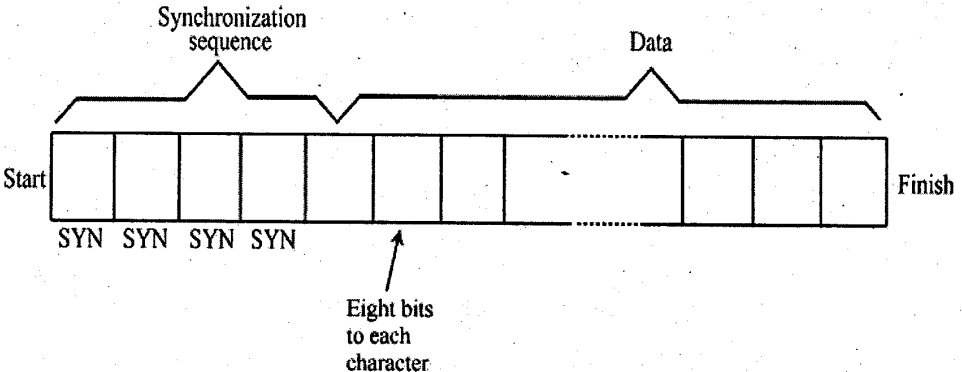 Synchronization
sequence
Data
Start
Finish
SYN SYN SYN SYN
Eight bits
to each
character